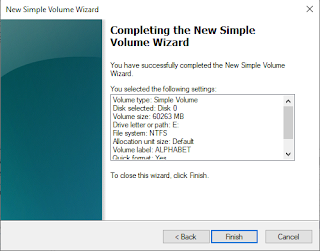 New Simple Volume Wizard
Completing the New Simple
Volume Wizard
You have successfully completed the New Simple Volume
Wizard.
You selected the following settings:
Volume type: Simple Volume
Disk selected: Disk 0
Volume size: 60263 MB
Drive letter or path: E:
File system: NTFS
Allocation unit size: Default
Volume label: ALPHABET
Quick format: Yes
To close this wizard, click Finish.
< Back
Finish
Cancel